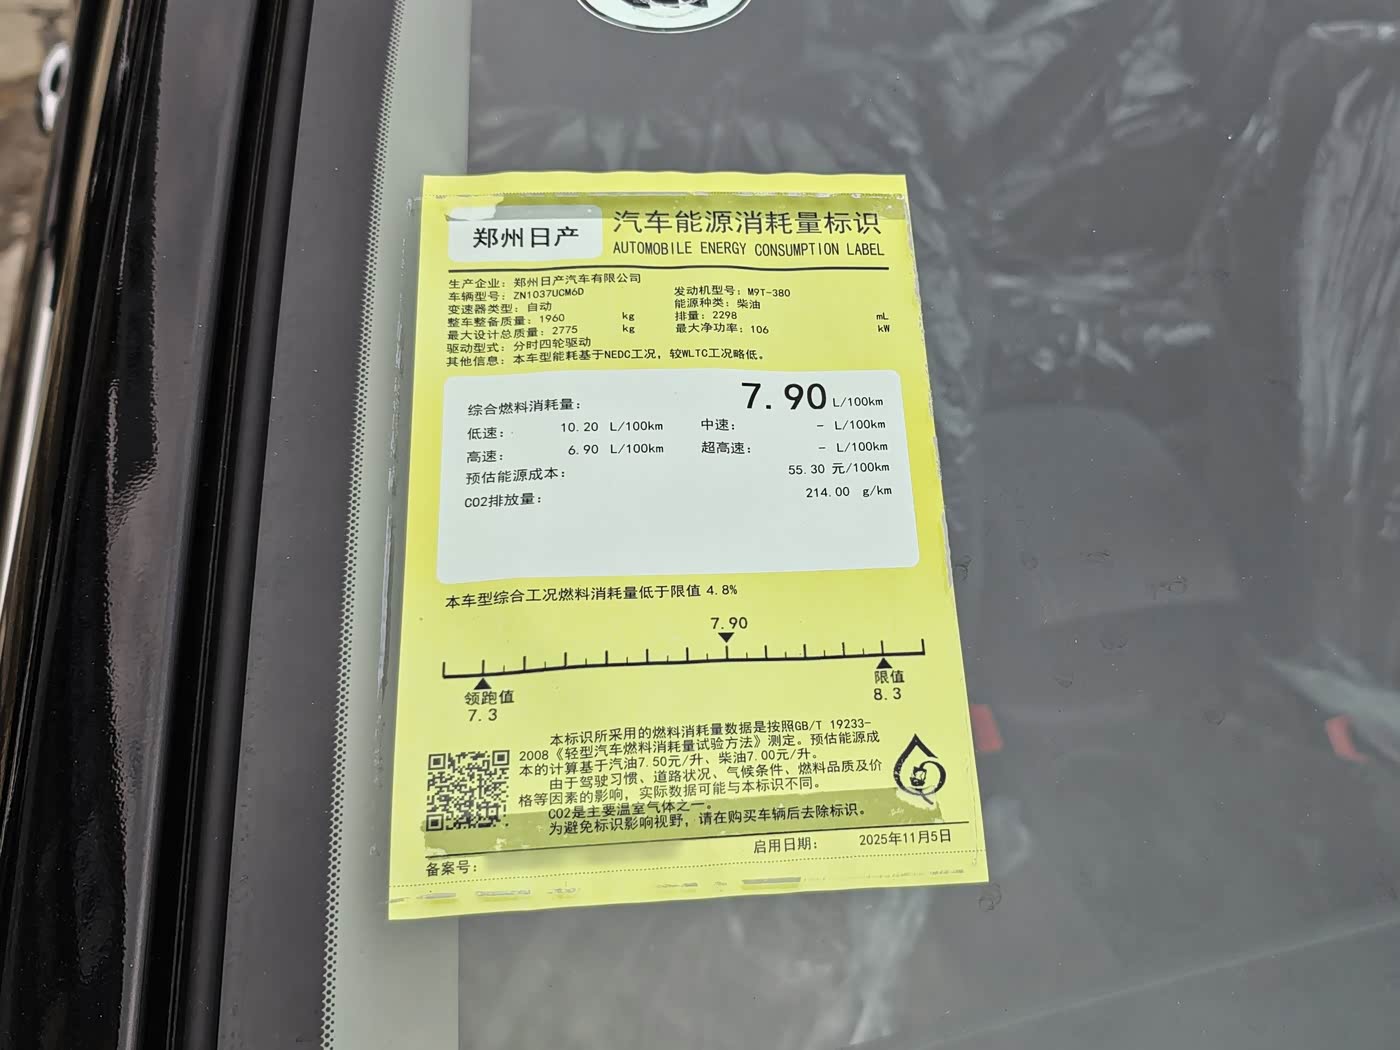 郑州日产
汽车能源消耗量标识
AUTOMOBILE ENERGY CONSUMPTION LABEL
生产企业：郑州日产汽车有限公司
车辆型号：ZN1037UCM6D
发动机型号：M9T-380
变速器类型：自动
能源种类：柴油
整车整备质量：1960 kg
排量：2298 mL
最大设计总质量：2775 kg
最大净功率：106 kW
驱动型式：分时四轮驱动
其他信息：本车型能耗基于NEDC工况，较WLTC工况略低。
综合燃料消耗量： 7.90 L/100km
低速： 10.20 L/100km 中速： - L/100km
高速： 6.90 L/100km 超高速： - L/100km
预估能源成本： 55.30 元/100km
CO2排放量： 214.00 g/km
本车型综合工况燃料消耗量低于限值 4.8%
7.90
领跑值
7.3
限值
8.3
本标识所采用的燃料消耗量数据是按照GB/T 19233-
2008《轻型汽车燃料消耗量试验方法》测定。预估能源成
本的计算基于汽油7.50元/升、柴油7.00元/升。
由于驾驶习惯、道路状况、气候条件、燃料品质及价
格等因素的影响，实际数据可能与本标识不同。
CO2是主要温室气体之一。
为避免标识影响视野，请在购买车辆后去除标识。
备案号：
启用日期： 2025年11月5日